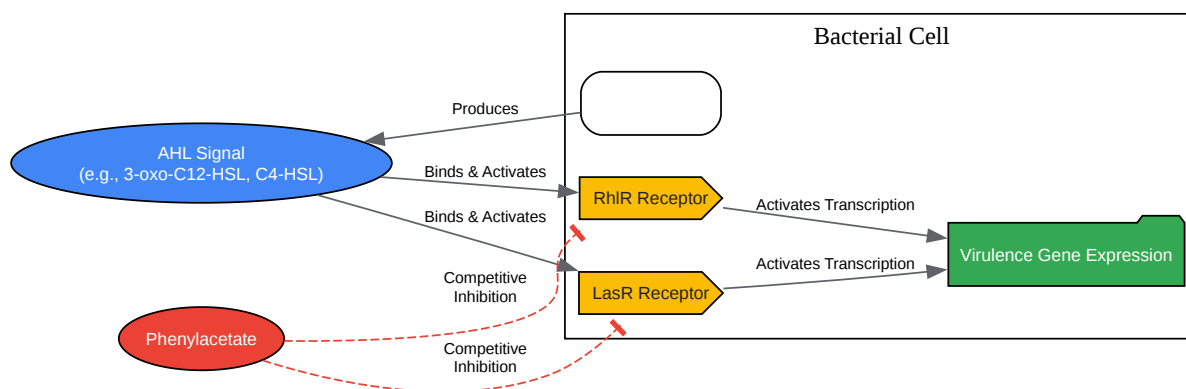 Bacterial Cell
Produces
AHL Signal
(e.g., 3-oxo-C12-HSL, C4-HSL)
Binds & Activates
RhlR Receptor
Activates Transcription
Binds & Activates
Virulence Gene Expression
Activates Transcription
Competitive
Inhibition
LasR Receptor
Phenylacetate
Competitive
Inhibition